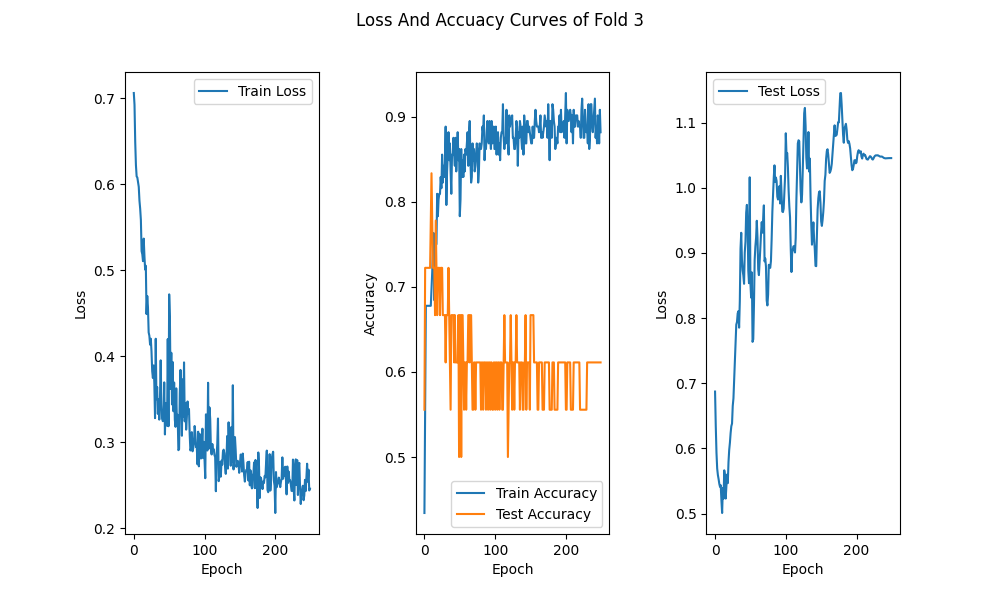 Loss And Accuacy Curves of Fold 3
Loss
0.7
0.6
0.5
0.4
0.3
0.2
Train Loss
0
100
200
Epoch
Accuracy
0.9
0.8
0.7
0.6
0.5
Train Accuracy
Test Accuracy
0
100
200
Epoch
Loss
1.1
1.0
0.9
0.8
0.7
0.6
0.5
Test Loss
0
100
200
Epoch